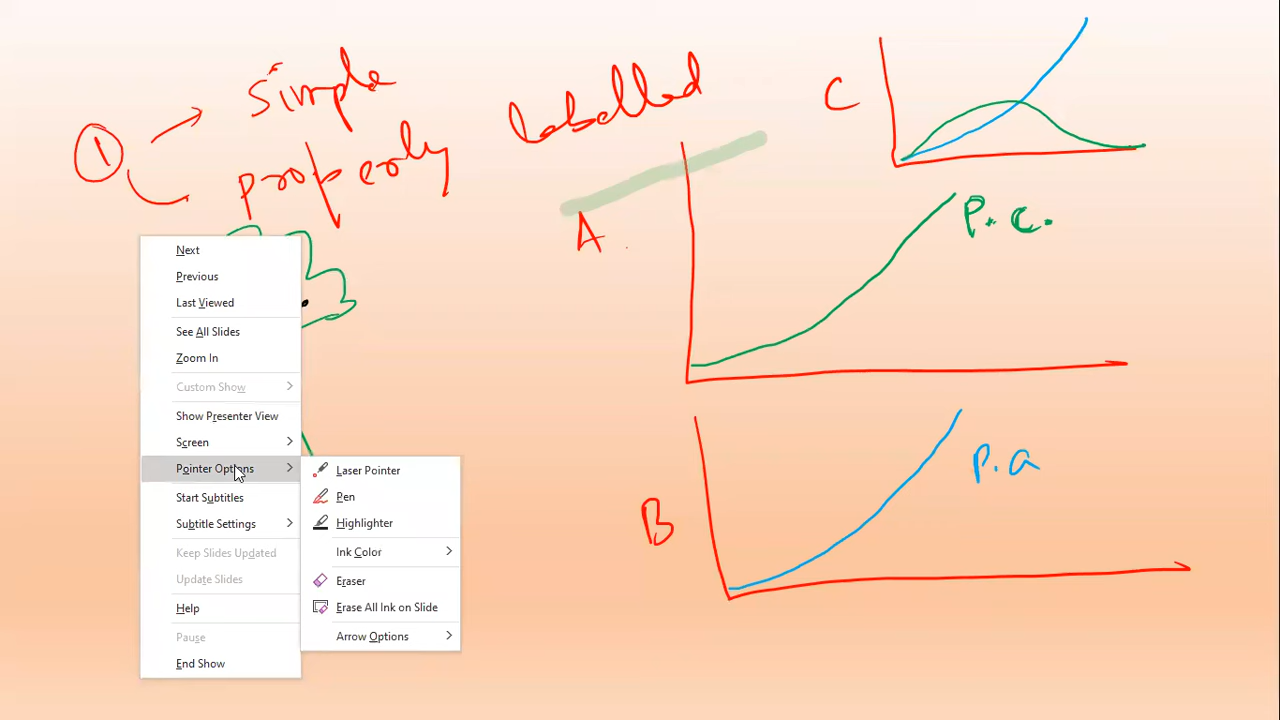 ① → Simple
properly labelled
C
A
P. C.
B
P. a
Next
Previous
Last Viewed
See All Slides
Zoom In
Custom Show
Show Presenter View
Screen
Pointer Options
Start Subtitles
Subtitle Settings
Keep Slides Updated
Update Slides
Help
Pause
End Show
Laser Pointer
Pen
Highlighter
Ink Color
Eraser
Erase All Ink on Slide
Arrow Options